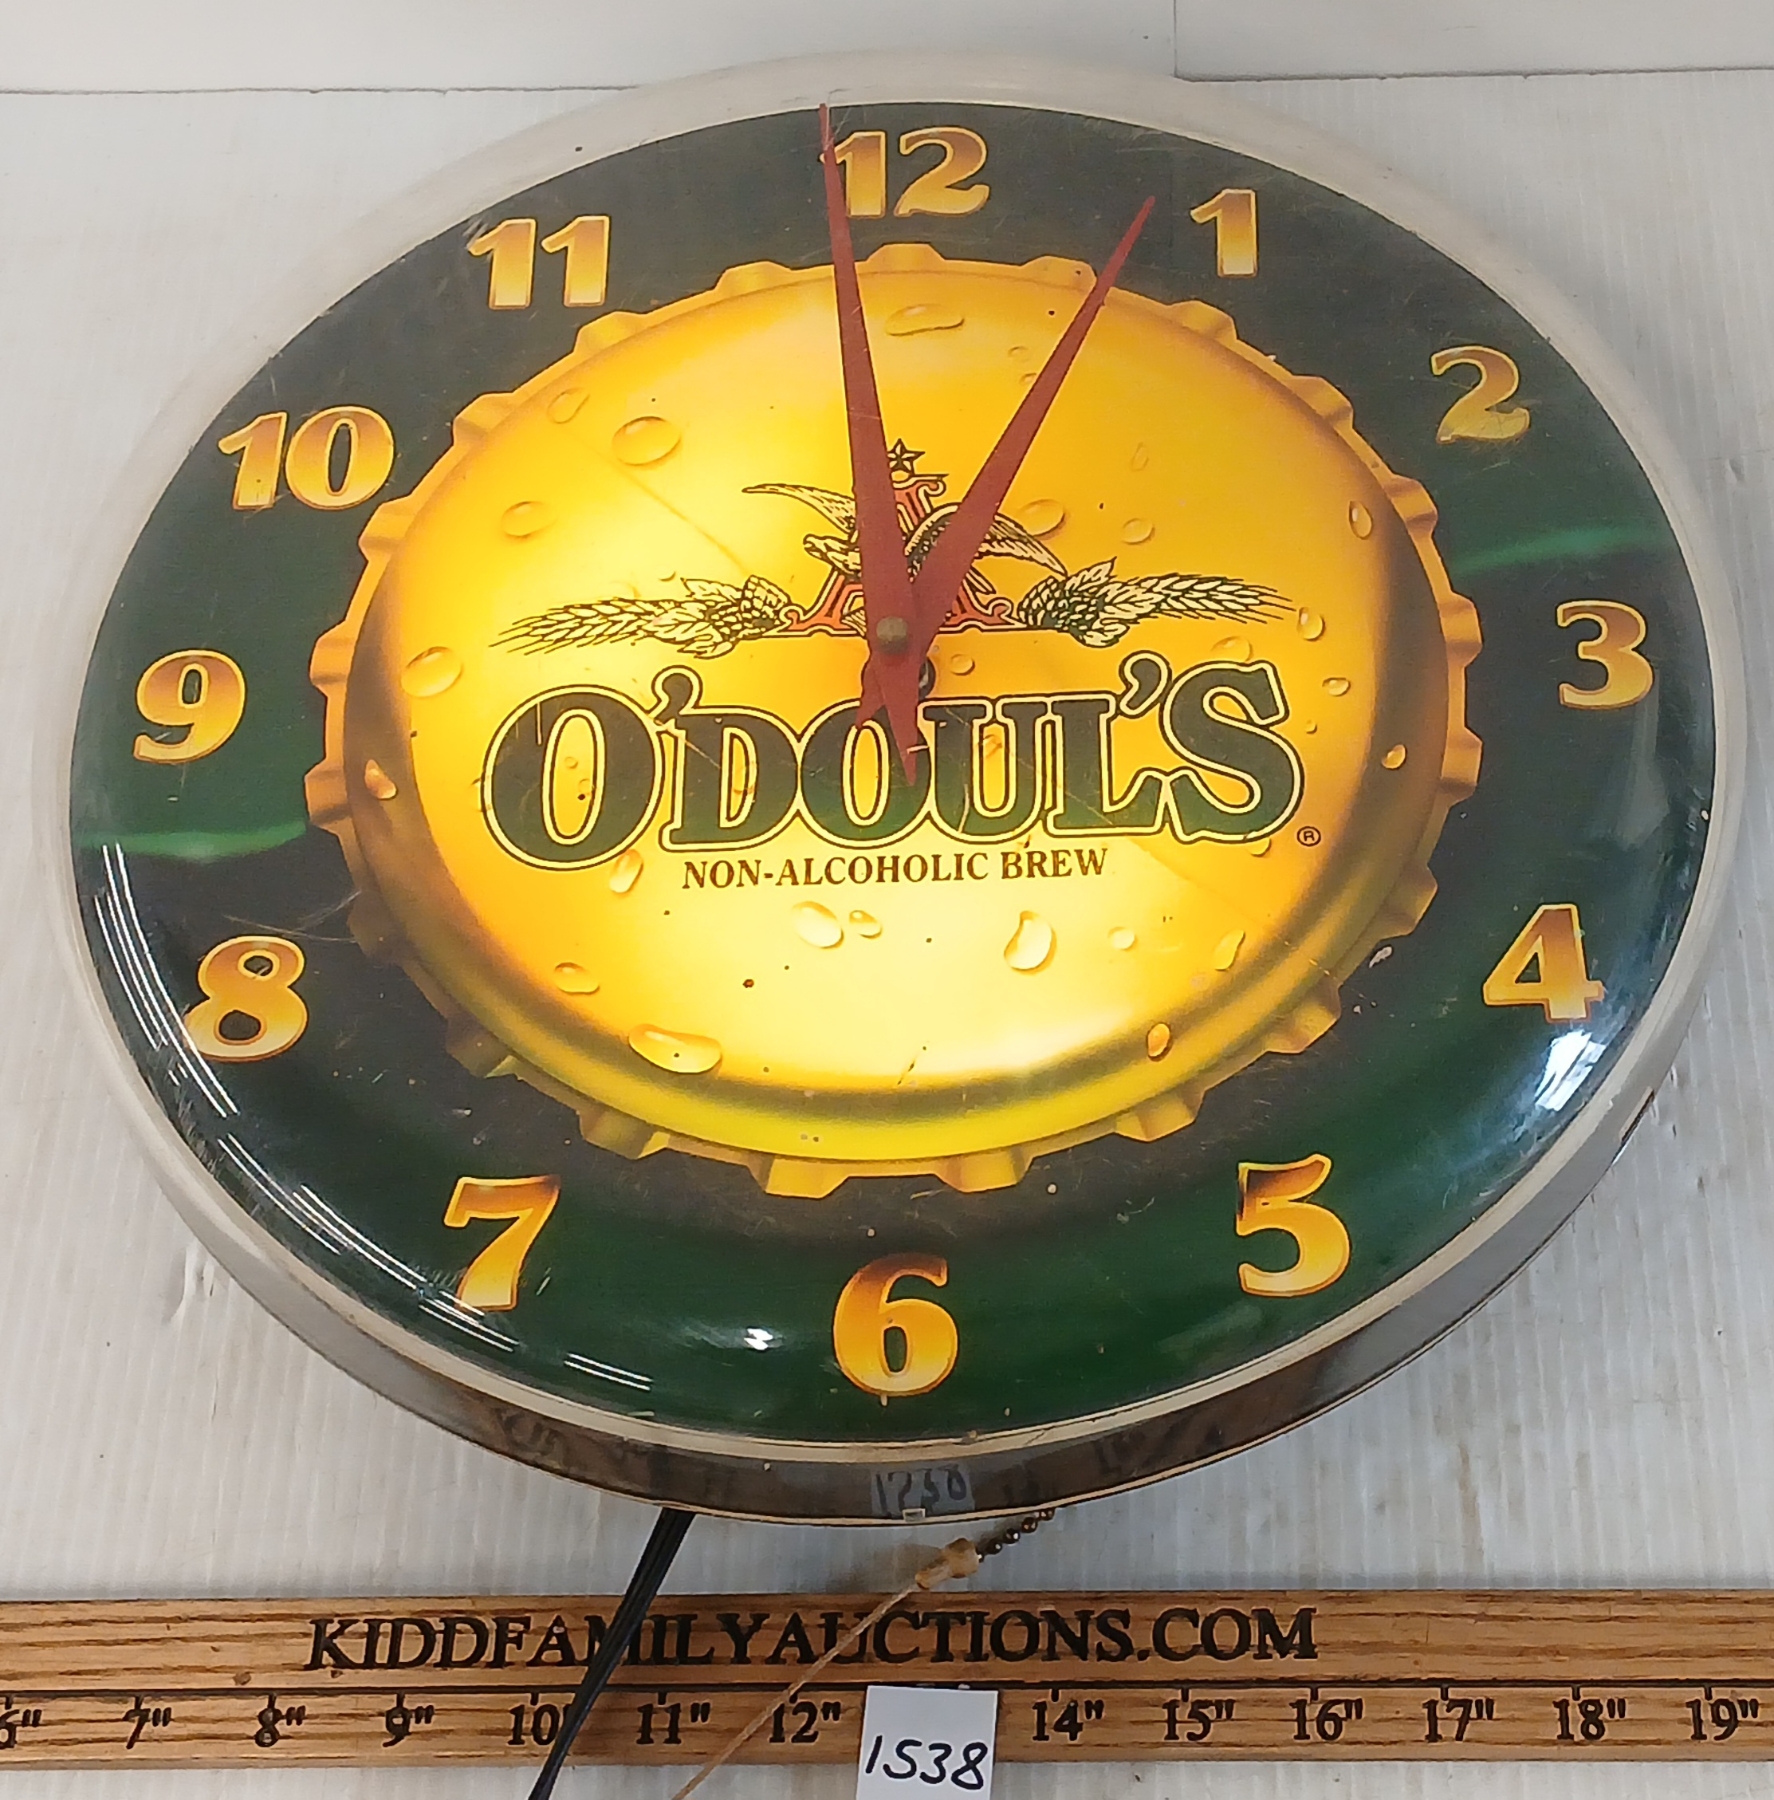 12
11 1
10 2
9 3
O'DOUL'S®
NON-ALCOHOLIC BREW
8 4
7 5
6
KIDDFAMILYAUCTIONS.COM
6" 7" 8" 9" 10 11" 12" 14" 15" 16" 17" 18" 19"
1538